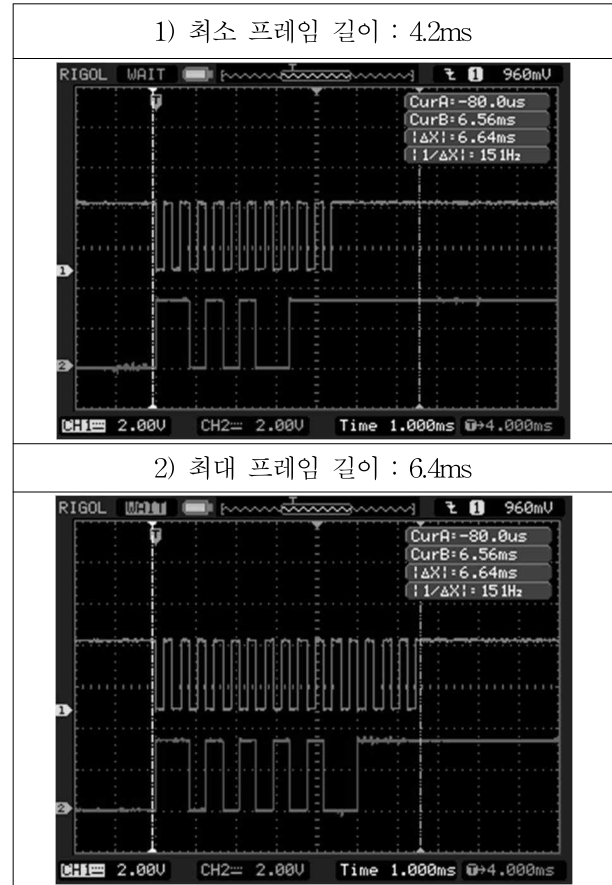 1) 최소 프레임 길이 : 4.2ms
RIGOL WAIT T 1 960mV
T
CurA:-80.0us
CurB:6.56ms
|ΔX|:6.64ms
|1/ΔX|:151Hz
1
2
CH1 2.00V CH2 2.00V Time 1.000ms T→4.000ms
2) 최대 프레임 길이 : 6.4ms
RIGOL WAIT T 1 960mV
T
CurA:-80.0us
CurB:6.56ms
|ΔX|:6.64ms
|1/ΔX|:151Hz
1
2
CH1 2.00V CH2 2.00V Time 1.000ms T→4.000ms